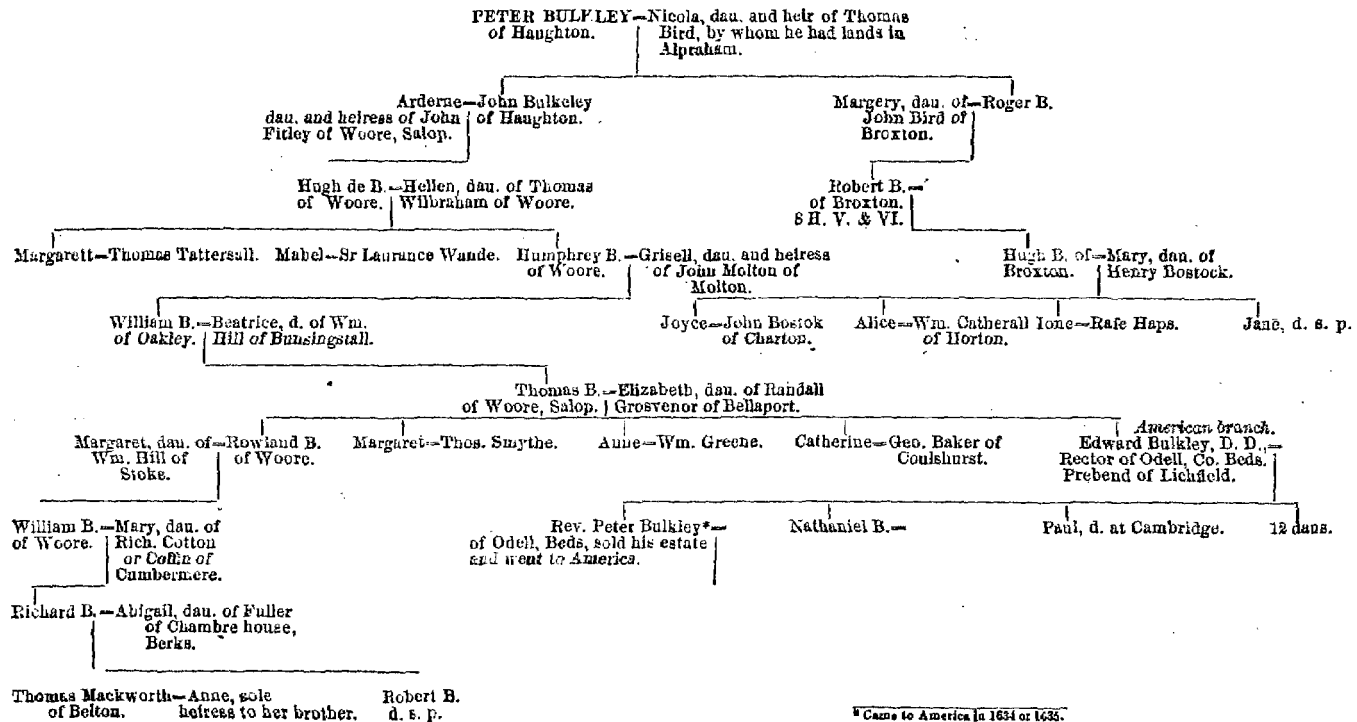 PETER BULKLEY=Nicola, dau. and heir of Thomas
of Haughton. Bird, by whom he had lands in
Alpraham.
Arderne=John Bulkeley
dau. and heiress of John of Haughton.
Fitley of Woore, Salop.
Margery, dau. of=Roger B.
John Bird of
Broxton.
Hugh de B.=Hellen, dau. of Thomas
of Woore. Wilbraham of Woore.
Robert B.=
of Broxton.
8 H. V. & VI.
Margarett=Thomas Tattersall.
Mabel=Sr Laurance Wande.
Humphrey B.=Grisell, dau. and heiress
of Woore. of John Molton of
Molton.
Hugh B. of=Mary, dau. of
Broxton. Henry Bostock.
William B.=Beatrice, d. of Wm.
of Oakley. Hill of Bunsingstall.
Joyce=John Bostok
of Charton.
Alice=Wm. Catherall
of Horton.
Ione=Rafe Haps.
Jane, d. s. p.
Thomas B.=Elizabeth, dau. of Randall
of Woore, Salop. Grosvenor of Bellaport.
Margaret, dau. of=Rowland B.
Wm. Hill of of Woore.
Stoke.
Margaret=Thos. Smythe.
Anne=Wm. Greene.
Catherine=Geo. Baker of
Coulshurst.
American branch.
Edward Bulkley, D. D.,=
Rector of Odell, Co. Beds.
Prebend of Lichfield.
William B.=Mary, dau. of
of Woore. Rich. Cotton
or Coffin of
Cumbermere.
Rev. Peter Bulkley*=
of Odell, Beds, sold his estate
and went to America.
Nathaniel B.=
Paul, d. at Cambridge.
12 daus.
Richard B.=Abigail, dau. of Fuller
of Chambre house,
Berks.
Thomas Mackworth=Anne, sole
of Belton. heiress to her brother.
Robert B.
d. s. p.
* Came to America in 1634 or 1635.